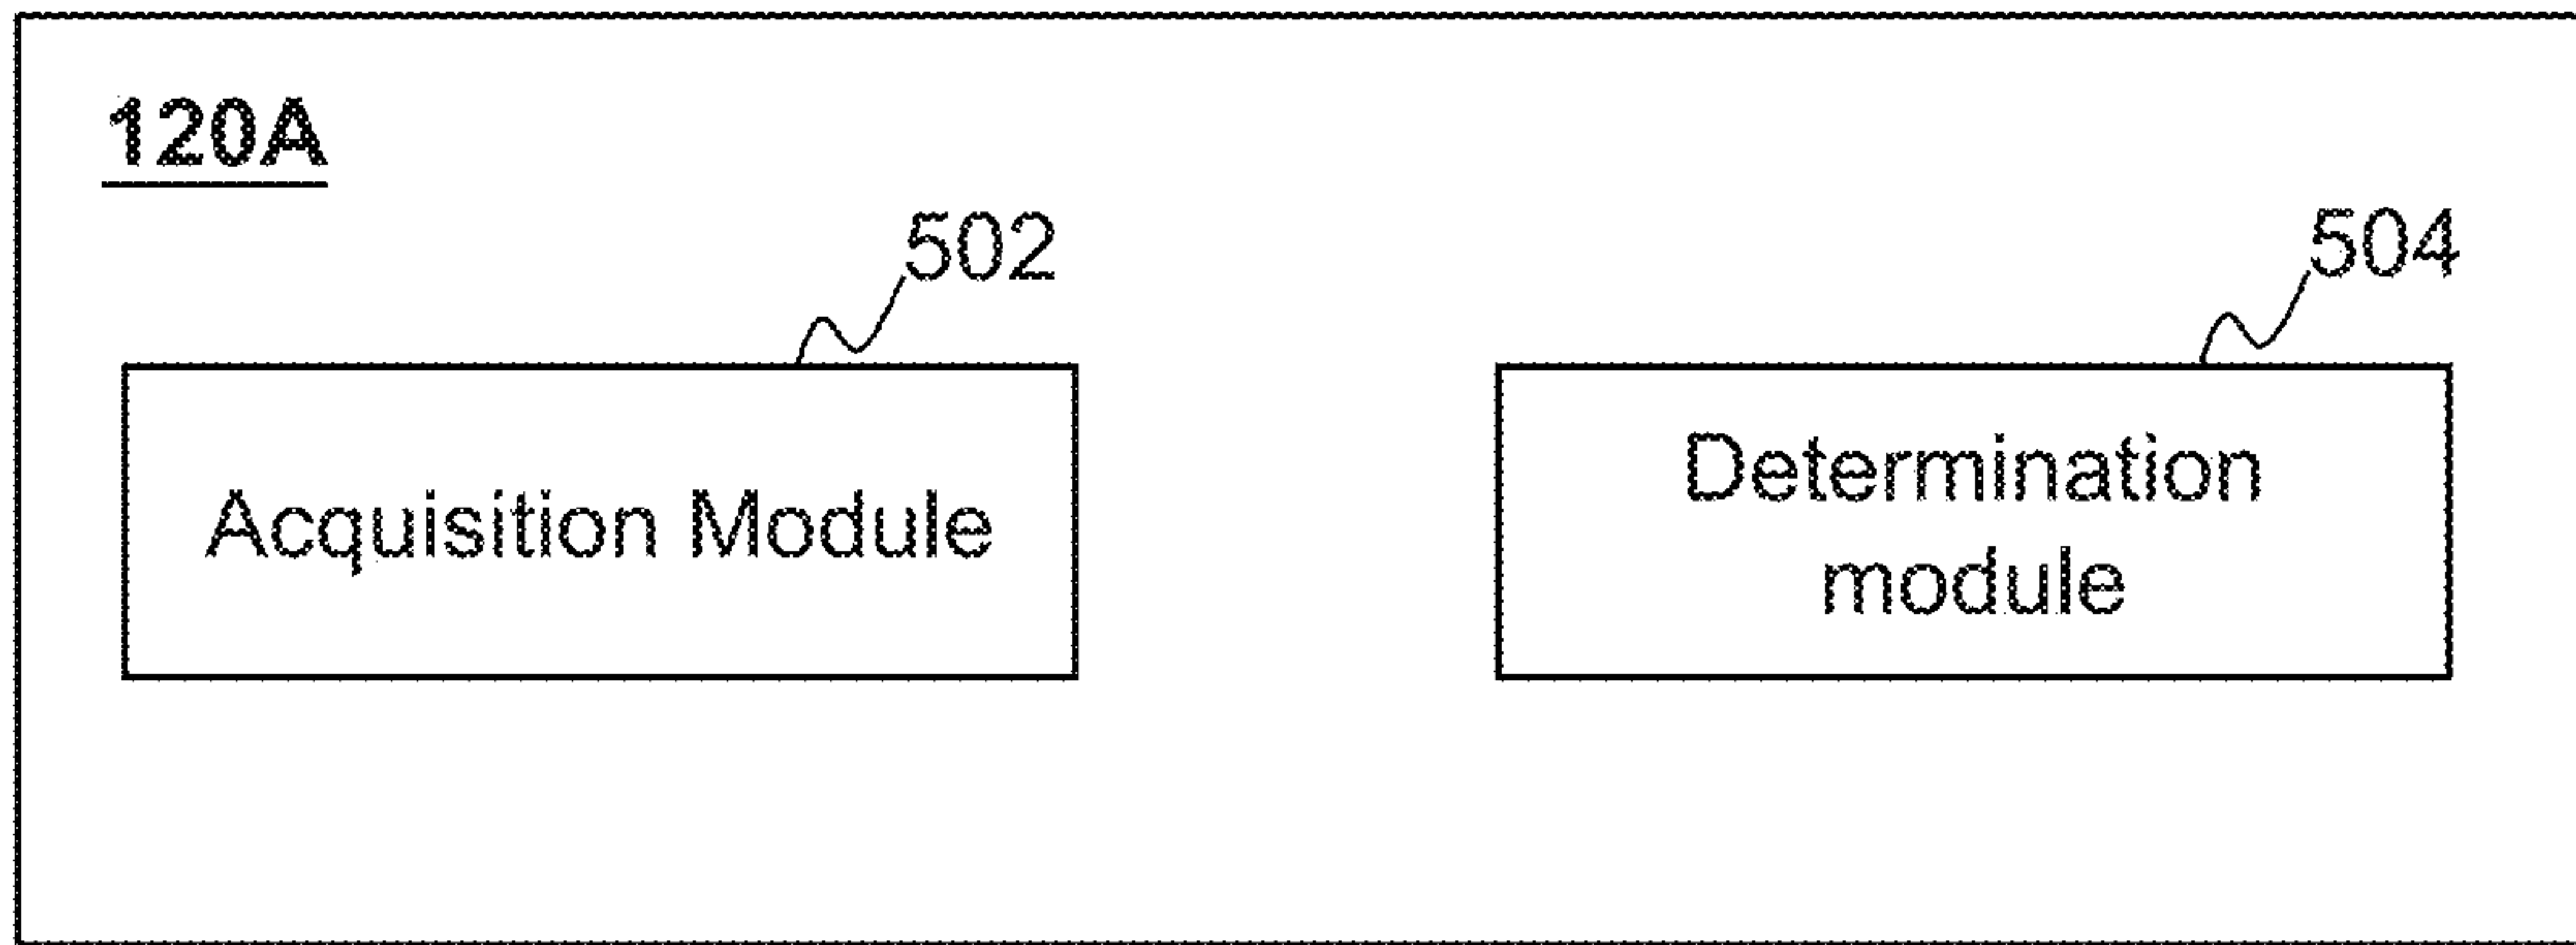 120A
502
504
Acquisition Module
Determination
module